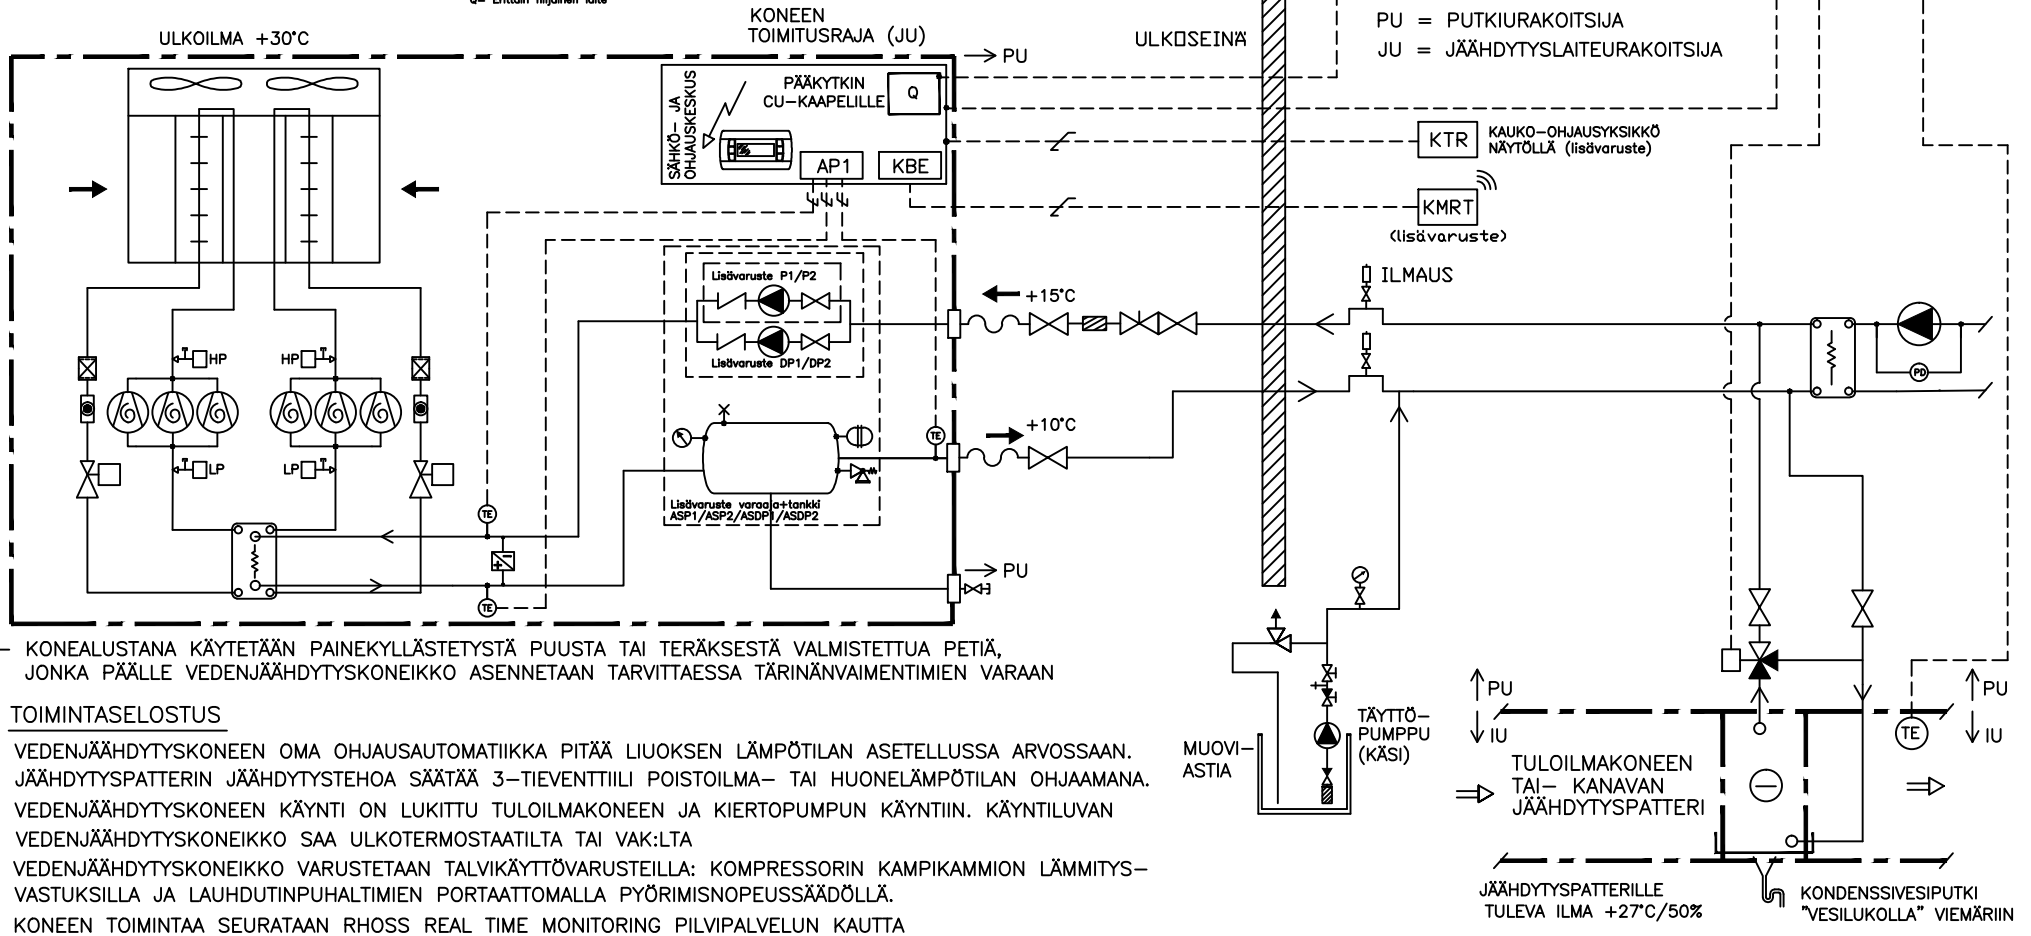 Q= Erittäin hiljainen laite
KONEEN
TOIMITUSRAJA (JU)
ULKOILMA +30°C
PU
ULKOSEINÄ
PU = PUTKIURAKOITSIJA
JU = JÄÄHDYTYSLAITEURAKOITSIJA
SÄHKÖ- JA
OHJAUSKESKUS
PÄÄKYTKIN
CU-KAAPELILLE
Q
AP1
KBE
KTR
KAUKO-OHJAUSYKSIKKÖ
NÄYTÖLLÄ (lisävaruste)
KMRT
(lisävaruste)
Lisävaruste P1/P2
Lisävaruste DP1/DP2
+15°C
ILMAUS
HP
HP
PD
LP
LP
TE
+10°C
Lisävaruste varaaja+tankki
ASP1/ASP2/ASDP1/ASDP2
TE
TE
PU
- KONEALUSTANA KÄYTETÄÄN PAINEKYLLÄSTETYSTÄ PUUSTA TAI TERÄKSESTÄ VALMISTETTUA PETIÄ,
JONKA PÄÄLLE VEDENJÄÄHDYTYSKONEIKKO ASENNETAAN TARVITTAESSA TÄRINÄNVAIMENTIMIEN VARAAN
TOIMINTASELOSTUS
VEDENJÄÄHDYTYSKONEEN OMA OHJAUSAUTOMATIIKKA PITÄÄ LIUOKSEN LÄMPÖTILAN ASETELLUSSA ARVOSSAAN.
JÄÄHDYTYSPATTERIN JÄÄHDYTYSTEHOA SÄÄTÄÄ 3-TIEVENTTIILI POISTOILMA- TAI HUONELÄMPÖTILAN OHJAAMANA.
VEDENJÄÄHDYTYSKONEEN KÄYNTI ON LUKITTU TULOILMAKONEEN JA KIERTOPUMPUN KÄYNTIIN. KÄYNTILUVAN
VEDENJÄÄHDYTYSKONEIKKO SAA ULKOTERMOSTAATILTA TAI VAK:LTA
VEDENJÄÄHDYTYSKONEIKKO VARUSTETAAN TALVIKÄYTTÖVARUSTEILLA: KOMPRESSORIN KAMPIKAMMION LÄMMITYS-
VASTUKSILLA JA LAUHDUTINPUHALTIMIEN PORTAATTOMALLA PYÖRIMISNOPEUSSÄÄDÖLLÄ.
KONEEN TOIMINTAA SEURATAAN RHOSS REAL TIME MONITORING PILVIPALVELUN KAUTTA
MUOVI-
ASTIA
TÄYTTÖ-
PUMPPU
(KÄSI)
PU
IU
TE
PU
IU
TULOILMAKONEEN
TAI- KANAVAN
JÄÄHDYTYSPATTERI
JÄÄHDYTYSPATTERILLE
TULEVA ILMA +27°C/50%
KONDENSSIVESIPUTKI
"VESILUKOLLA" VIEMÄRIIN